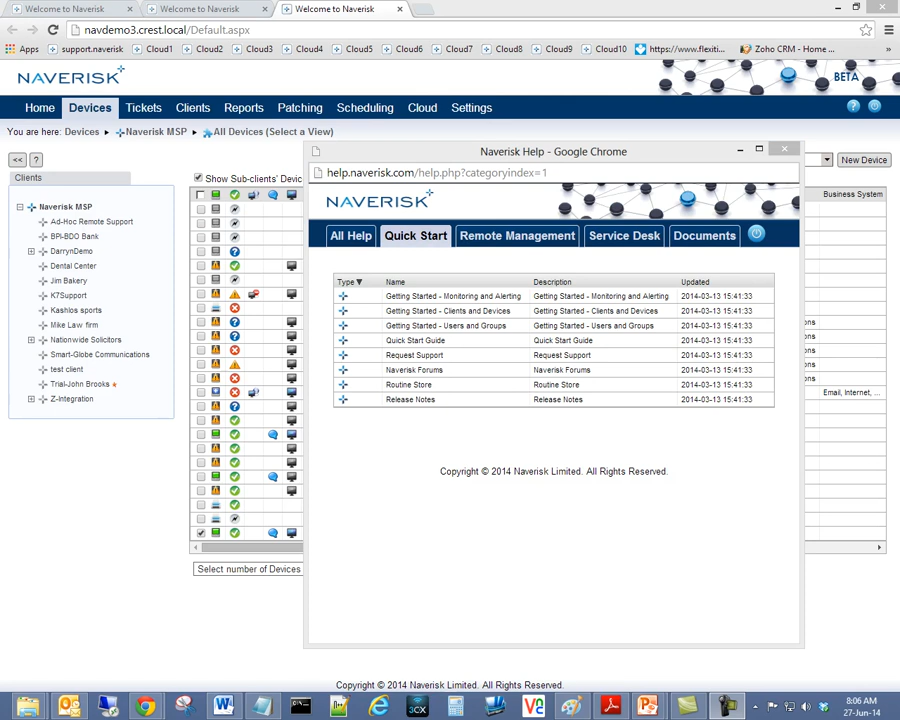 Welcome to Naverisk
Welcome to Naverisk
Welcome to Naverisk
navdemo3.crest.local/Default.aspx
Apps
support.naverisk
Cloud1
Cloud2
Cloud3
Cloud4
Cloud5
Cloud6
Cloud7
Cloud8
Cloud9
Cloud10
https://www.flexiti...
Zoho CRM - Home ...
NAVERISK
BETA
Home
Devices
Tickets
Clients
Reports
Patching
Scheduling
Cloud
Settings
You are here: Devices
Naverisk MSP
All Devices (Select a View)
<<
?
Clients
Show Sub-clients' Devic
New Device
Business System
Naverisk MSP
Ad-Hoc Remote Support
BPI-BDO Bank
DarrynDemo
Dental Center
Jim Bakery
K7Support
Kashlos sports
Mike Law firm
Nationwide Solicitors
Smart-Globe Communications
test client
Trial-John Brooks
Z-Integration
Naverisk Help - Google Chrome
help.naverisk.com/help.php?categoryindex=1
NAVERISK
All Help
Quick Start
Remote Management
Service Desk
Documents
Type
Name
Description
Updated
Getting Started - Monitoring and Alerting
Getting Started - Monitoring and Alerting
2014-03-13 15:41:33
Getting Started - Clients and Devices
Getting Started - Clients and Devices
2014-03-13 15:41:33
Getting Started - Users and Groups
Getting Started - Users and Groups
2014-03-13 15:41:33
Quick Start Guide
Quick Start Guide
2014-03-13 15:41:33
Request Support
Request Support
2014-03-13 15:41:33
Naverisk Forums
Naverisk Forums
2014-03-13 15:41:33
Routine Store
Routine Store
2014-03-13 15:41:33
Release Notes
Release Notes
2014-03-13 15:41:33
Copyright © 2014 Naverisk Limited. All Rights Reserved.
ons
ons
ons
ons
Email, Internet, ...
Select number of Devices
Copyright © 2014 Naverisk Limited. All Rights Reserved.
3CX
8:06 AM
27-Jun-14